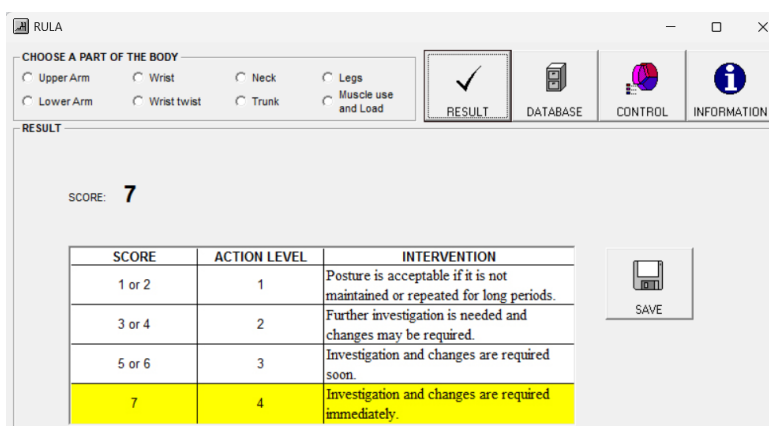 RULA
CHOOSE A PART OF THE BODY
Upper Arm Wrist Neck Legs
Lower Arm Wrist twist Trunk Muscle use
and Load
RESULT DATABASE CONTROL INFORMATION
RESULT
SCORE: 7
SCORE ACTION LEVEL INTERVENTION
1 or 2 1 Posture is acceptable if it is not
maintained or repeated for long periods.
3 or 4 2 Further investigation is needed and
changes may be required.
5 or 6 3 Investigation and changes are required
soon.
7 4 Investigation and changes are required
immediately.
SAVE